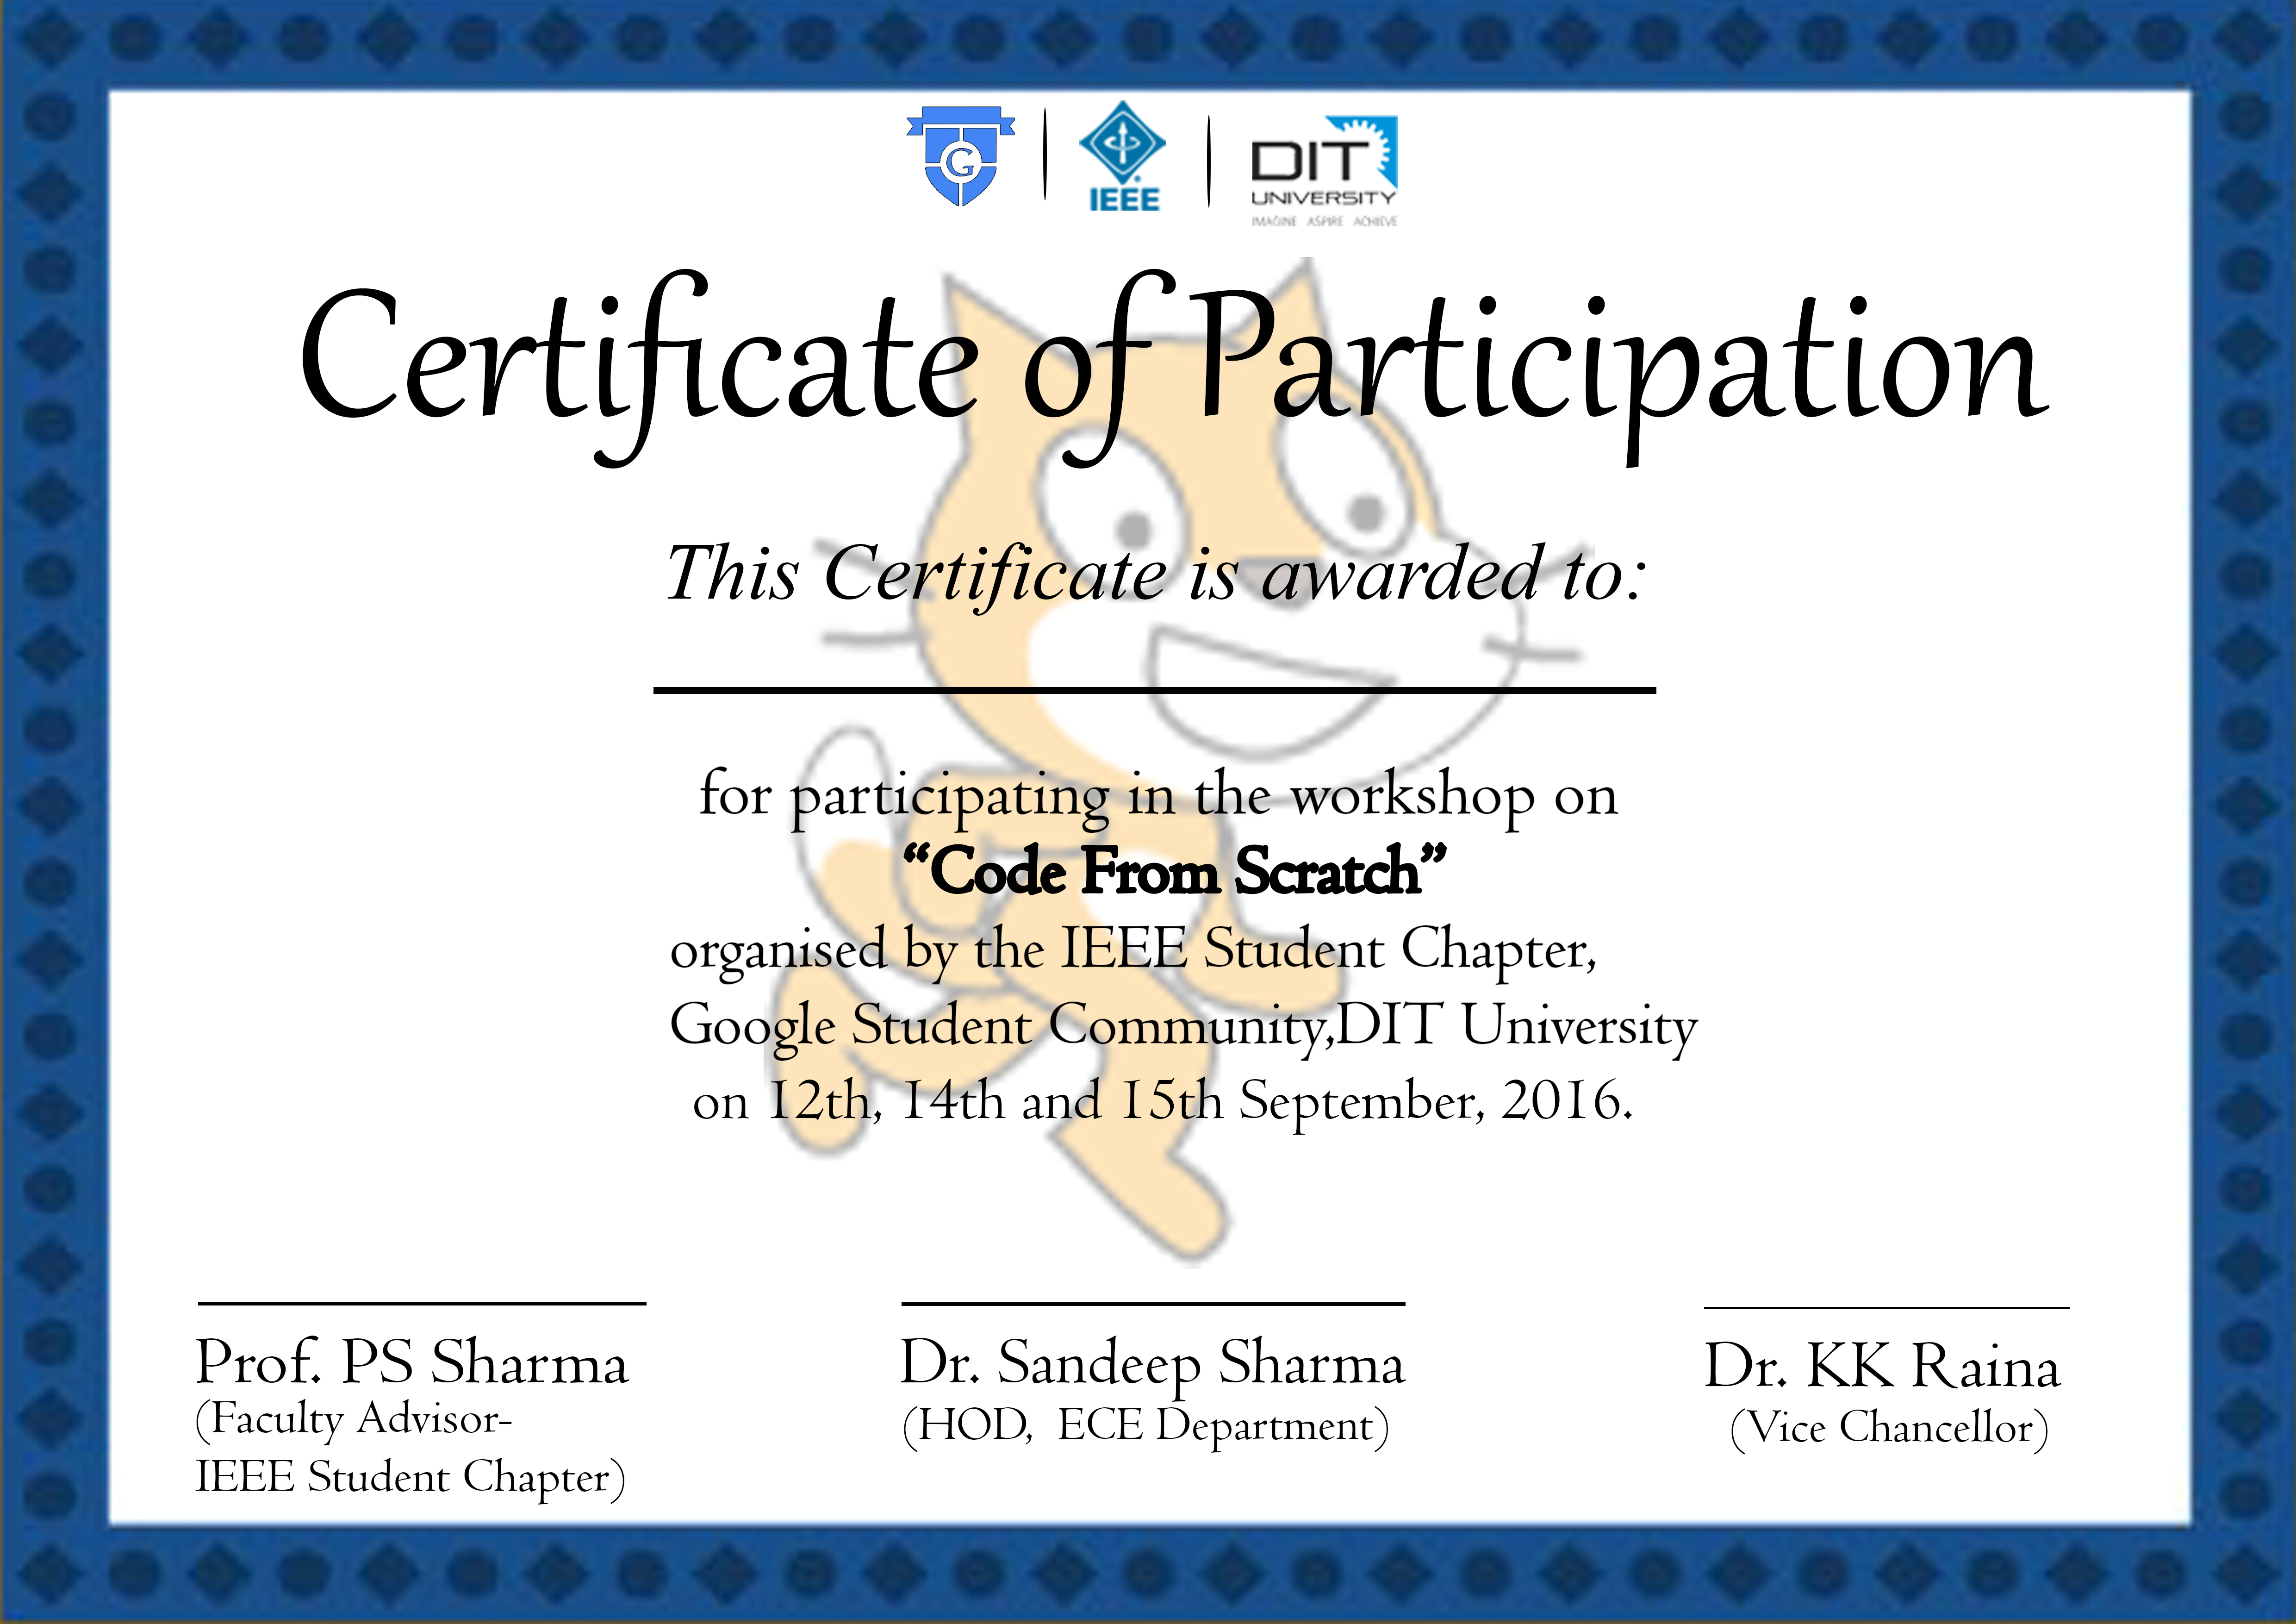 G
IEEE
DIT
UNIVERSITY
IMAGINE ASPIRE ACHIEVE
Certificate of Participation
This Certificate is awarded to:
for participating in the workshop on
“Code From Scratch”
organised by the IEEE Student Chapter,
Google Student Community,DIT University
on 12th, 14th and 15th September, 2016.
Prof. PS Sharma
(Faculty Advisor-
IEEE Student Chapter)
Dr. Sandeep Sharma
(HOD, ECE Department)
Dr. KK Raina
(Vice Chancellor)